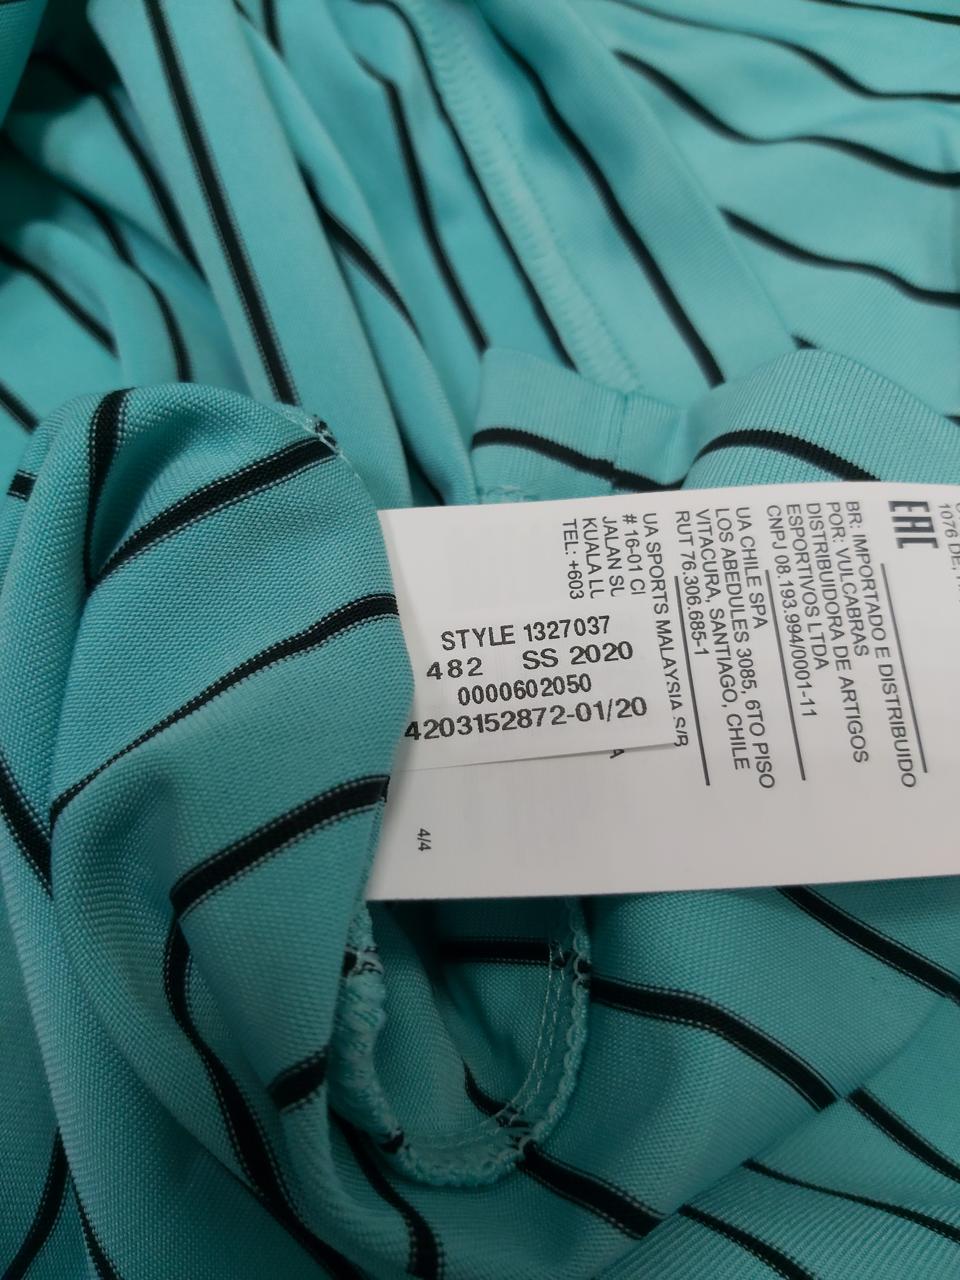 STYLE 1327037
482 SS 2020
0000602050
4203152872-01/20
4/4
1076 DE,
EAC
BR: IMPORTADO E DISTRIBUIDO
POR: VULCABRAS
DISTRIBUIDORA DE ARTIGOS
ESPORTIVOS LTDA
CNPJ 08.193.994/0001-11
UA CHILE SPA
LOS ABEDULES 3085, 6TO PISO
VITACURA, SANTIAGO, CHILE
RUT 76.306.685-1
UA SPORTS MALAYSIA S/B
# 16-01
JALAN
KUALA
TEL: +603